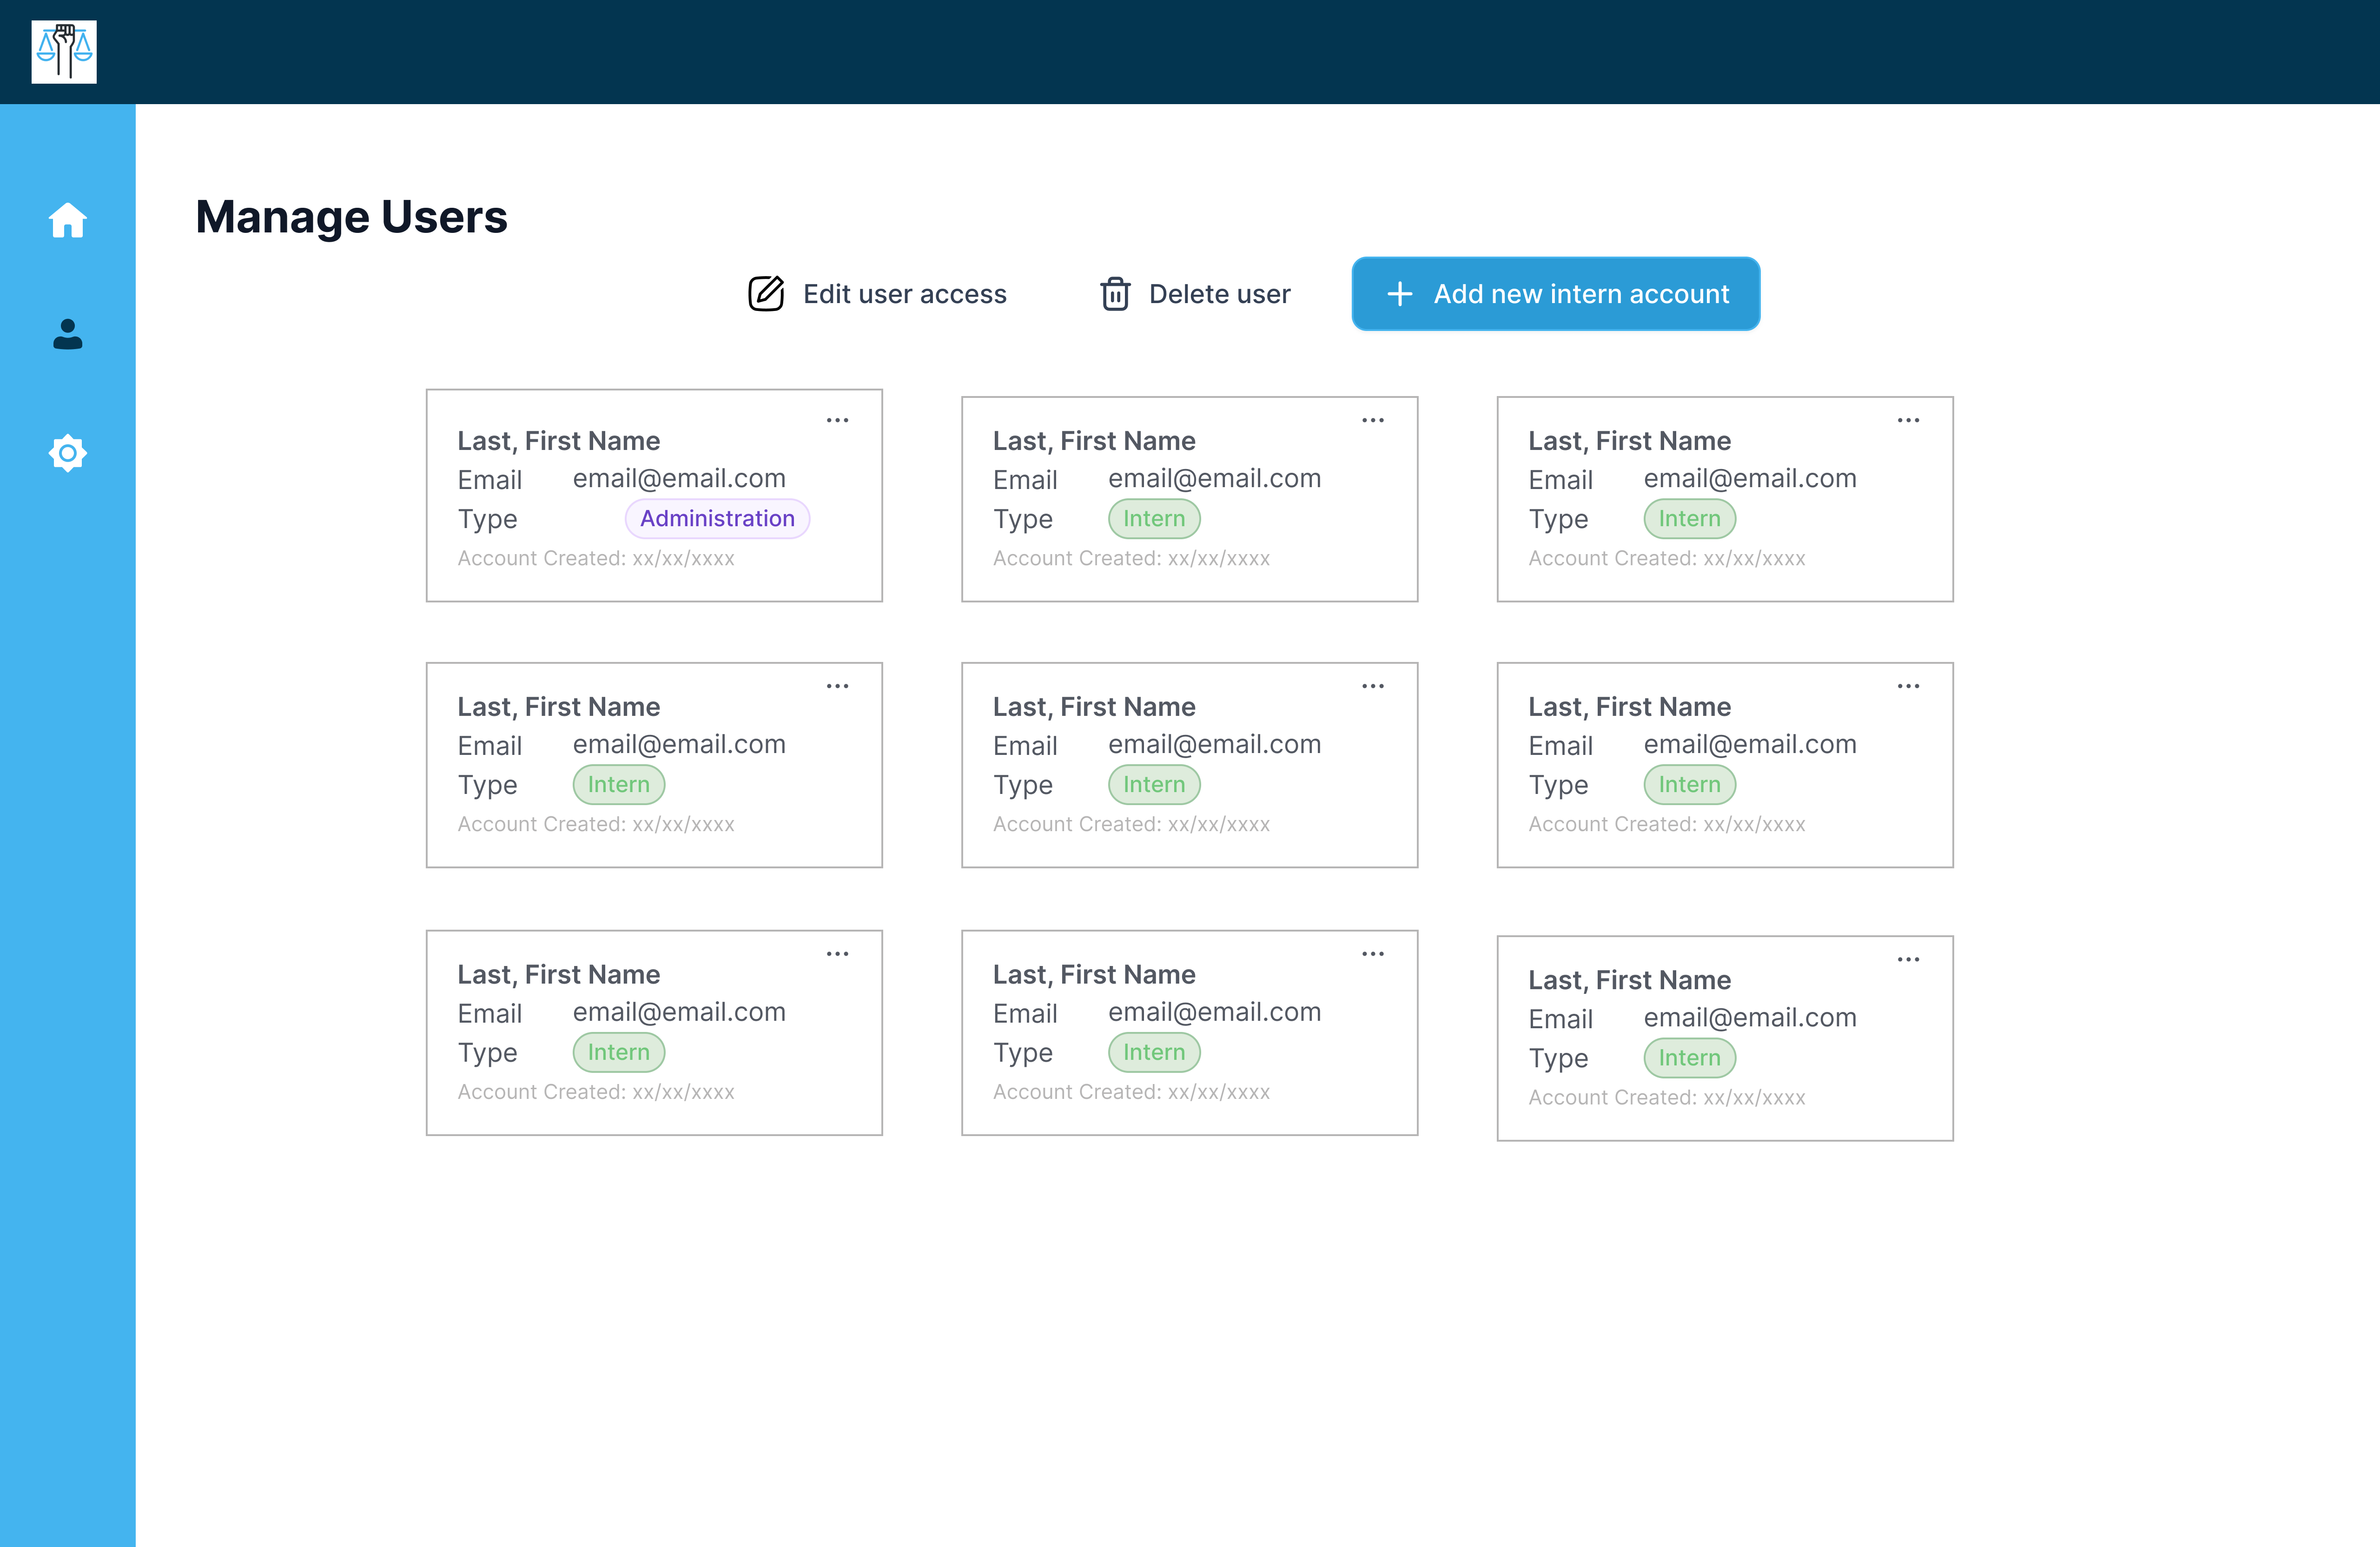 Manage Users
Edit user access
Delete user
+ Add new intern account
...
Last, First Name
Email email@email.com
Type Administration
Account Created: xx/xx/xxxx
...
Last, First Name
Email email@email.com
Type Intern
Account Created: xx/xx/xxxx
...
Last, First Name
Email email@email.com
Type Intern
Account Created: xx/xx/xxxx
...
Last, First Name
Email email@email.com
Type Intern
Account Created: xx/xx/xxxx
...
Last, First Name
Email email@email.com
Type Intern
Account Created: xx/xx/xxxx
...
Last, First Name
Email email@email.com
Type Intern
Account Created: xx/xx/xxxx
...
Last, First Name
Email email@email.com
Type Intern
Account Created: xx/xx/xxxx
...
Last, First Name
Email email@email.com
Type Intern
Account Created: xx/xx/xxxx
...
Last, First Name
Email email@email.com
Type Intern
Account Created: xx/xx/xxxx